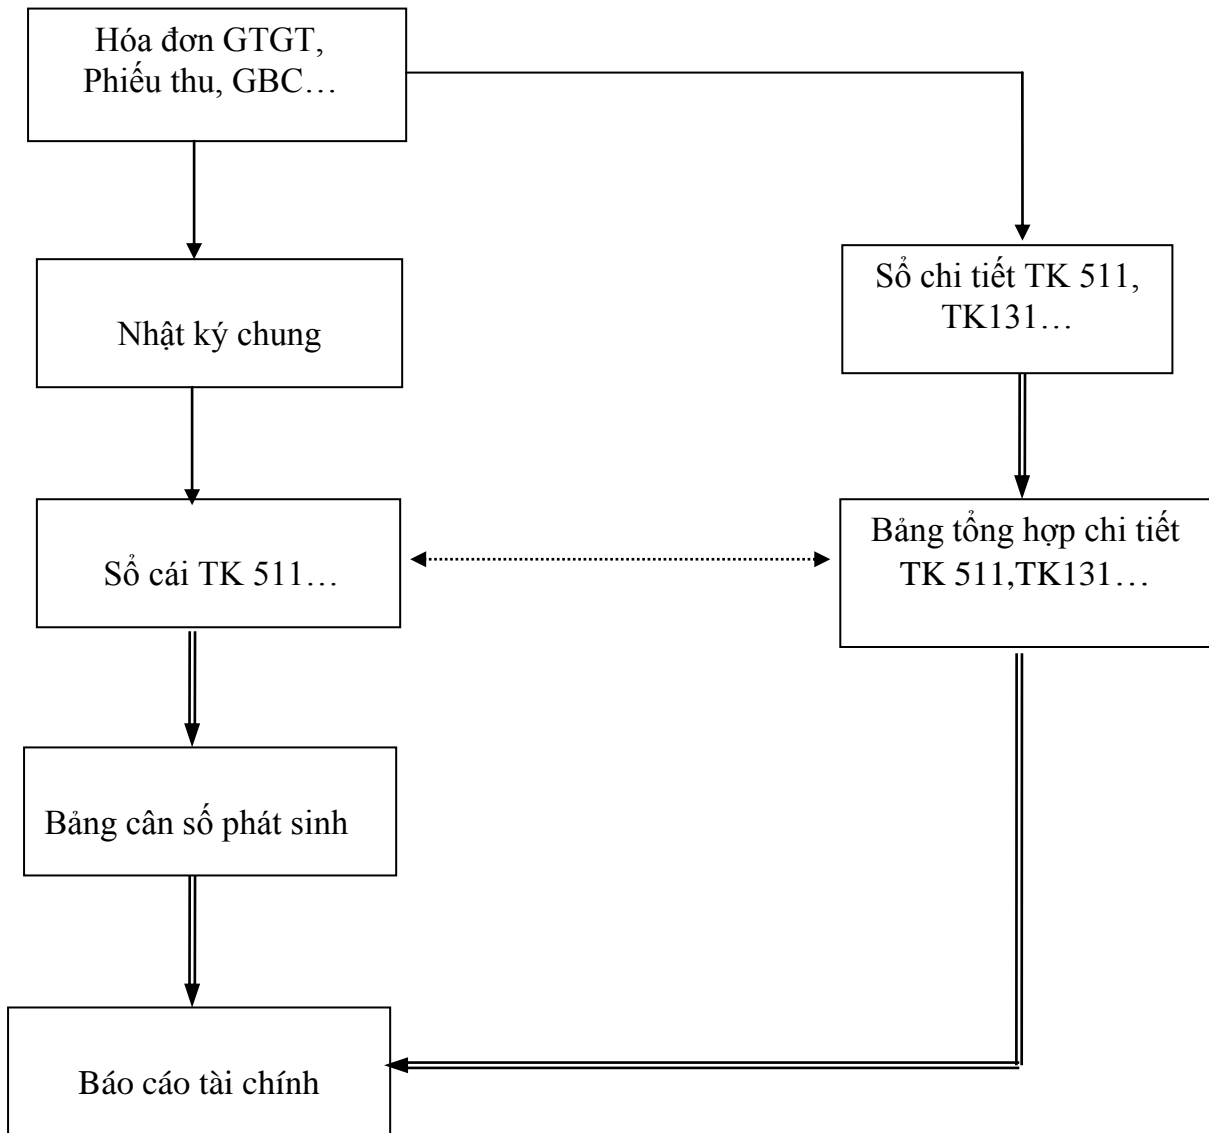 Hóa đơn GTGT,
Phiếu thu, GBC…
Sổ chi tiết TK 511,
TK131…
Nhật ký chung
Bảng tổng hợp chi tiết
TK 511,TK131…
Sổ cái TK 511…
Bảng cân số phát sinh
Báo cáo tài chính